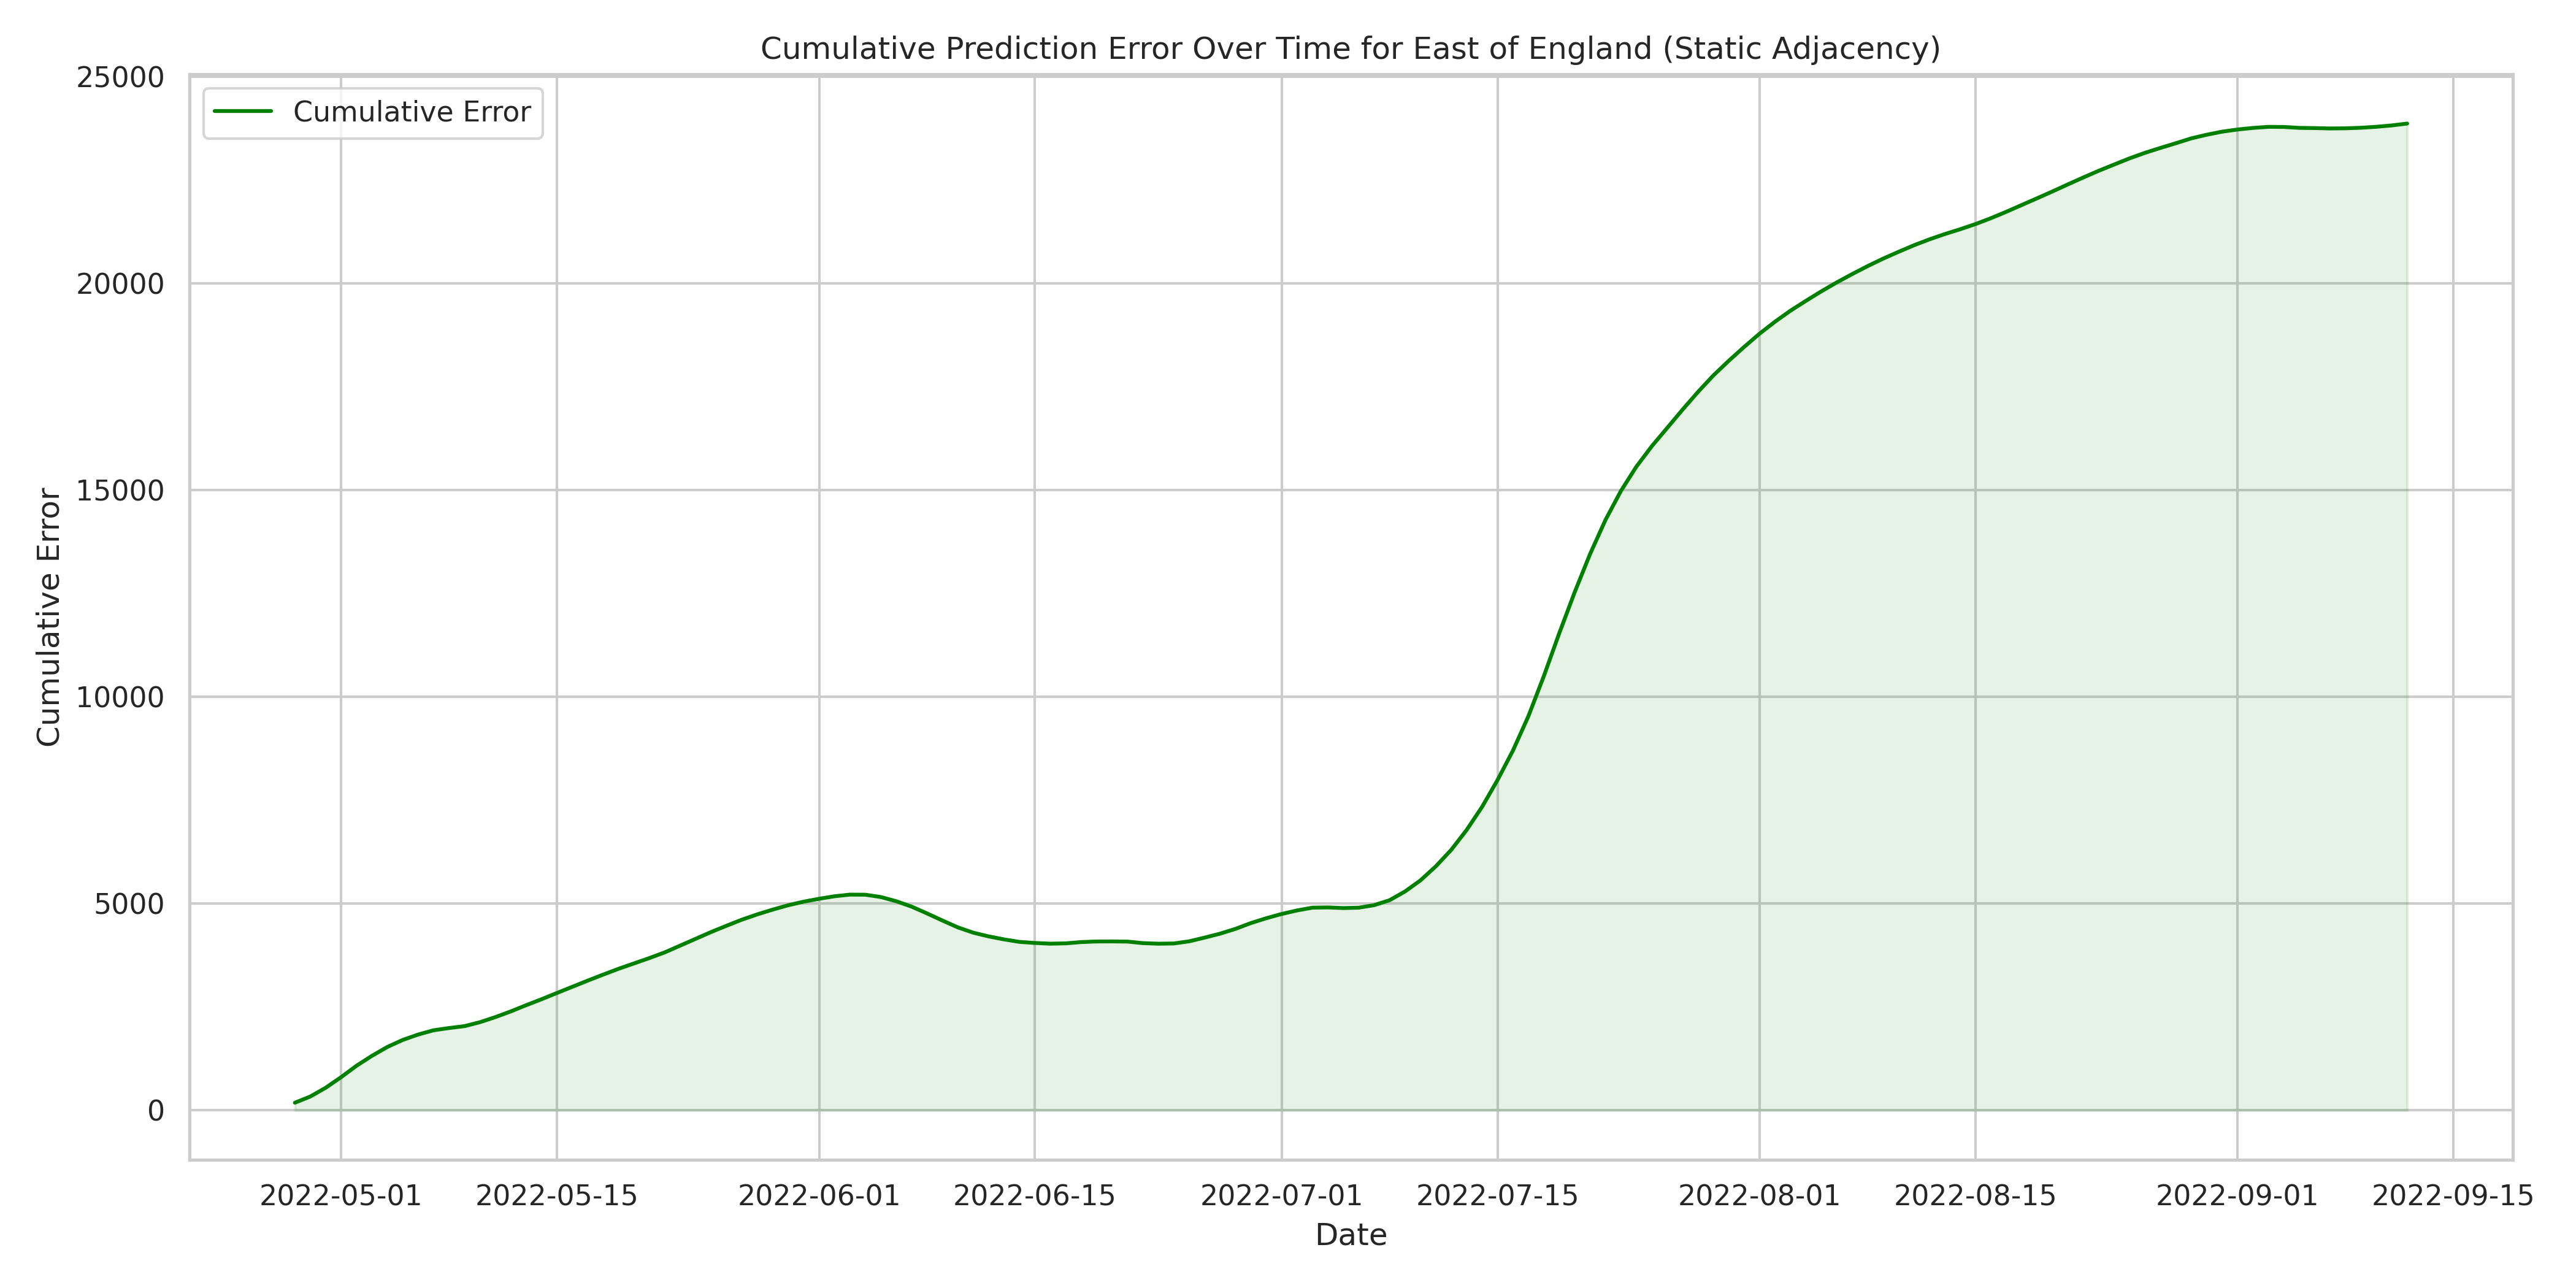 Cumulative Prediction Error Over Time for East of England (Static Adjacency)
Cumulative Error
25000
20000
15000
10000
5000
0
Cumulative Error
2022-05-01 2022-05-15 2022-06-01 2022-06-15 2022-07-01 2022-07-15 2022-08-01 2022-08-15 2022-09-01 2022-09-15
Date